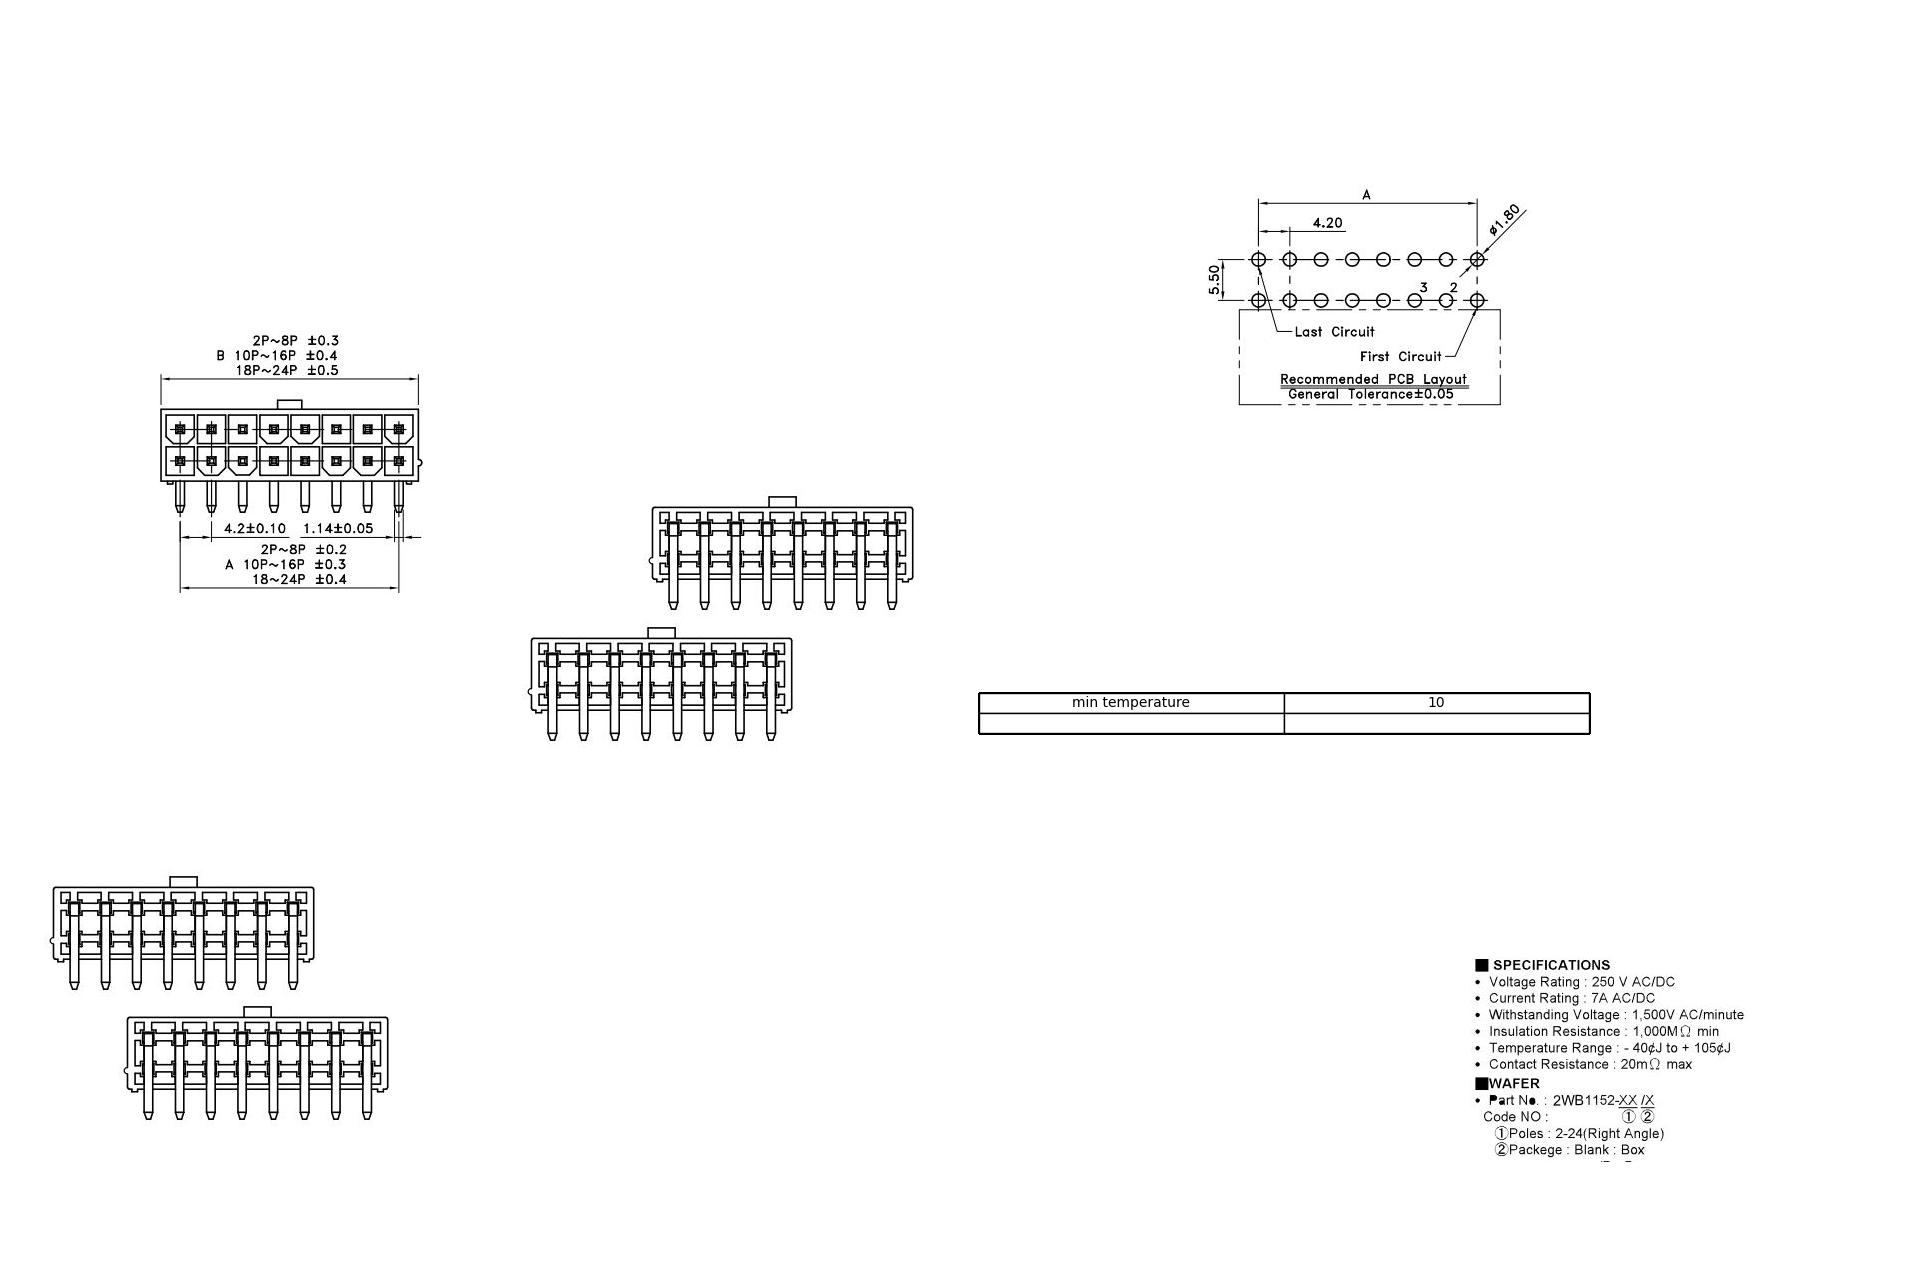 A
4.20
ø1.80
5.50
3 2
Last Circuit
First Circuit
Recommended PCB Layout
General Tolerance±0.05
2P~8P ±0.3
B 10P~16P ±0.4
18P~24P ±0.5
4.2±0.10 1.14±0.05
2P~8P ±0.2
A 10P~16P ±0.3
18~24P ±0.4
min temperature 10
■ SPECIFICATIONS
• Voltage Rating : 250 V AC/DC
• Current Rating : 7A AC/DC
• Withstanding Voltage : 1,500V AC/minute
• Insulation Resistance : 1,000MΩ min
• Temperature Range : - 40¢J to + 105¢J
• Contact Resistance : 20mΩ max
■WAFER
• Part No. : 2WB1152-XX /X
Code NO : ① ②
①Poles : 2-24(Right Angle)
②Packege : Blank : Box